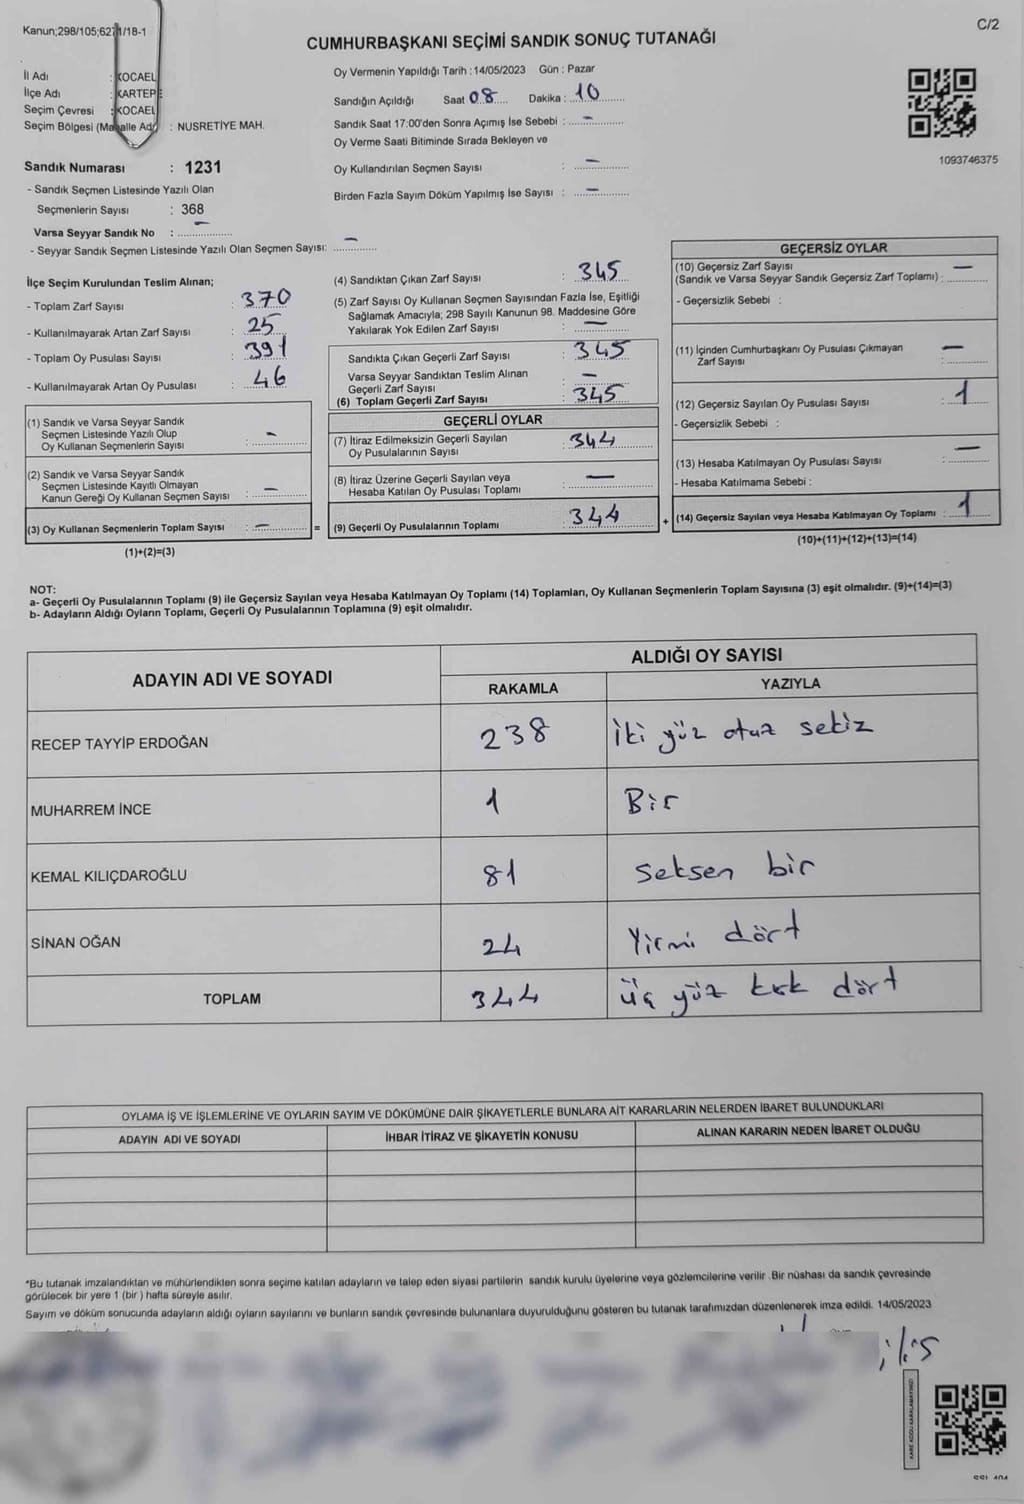 Kanun;298/105;6271/18-1
C/2
CUMHURBAŞKANI SEÇİMİ SANDIK SONUÇ TUTANAĞI
İl Adı : KOCAEL
İlçe Adı : KARTEPE
Seçim Çevresi : KOCAEL
Seçim Bölgesi (Mahalle Adı) : NUSRETİYE MAH.
Sandık Numarası : 1231
- Sandık Seçmen Listesinde Yazılı Olan
Seçmenlerin Sayısı : 368
Varsa Seyyar Sandık No : -
- Seyyar Sandık Seçmen Listesinde Yazılı Olan Seçmen Sayısı: -
Oy Vermenin Yapıldığı Tarih : 14/05/2023 Gün : Pazar
Sandığın Açıldığı Saat 08 Dakika : 10
Sandık Saat 17:00'den Sonra Açımış İse Sebebi : -
Oy Verme Saati Bitiminde Sırada Bekleyen ve
Oy Kullandırılan Seçmen Sayısı : -
Birden Fazla Sayım Döküm Yapılmış İse Sayısı : -
1093746375
İlçe Seçim Kurulundan Teslim Alınan;
- Toplam Zarf Sayısı : 370
- Kullanılmayarak Artan Zarf Sayısı : 25
- Toplam Oy Pusulası Sayısı : 391
- Kullanılmayarak Artan Oy Pusulası : 46
(1) Sandık ve Varsa Seyyar Sandık
Seçmen Listesinde Yazılı Olup
Oy Kullanan Seçmenlerin Sayısı : -
(2) Sandık ve Varsa Seyyar Sandık
Seçmen Listesinde Kayıtlı Olmayan
Kanun Gereği Oy Kullanan Seçmen Sayısı : -
(3) Oy Kullanan Seçmenlerin Toplam Sayısı : -
(1)+(2)=(3)
(4) Sandıktan Çıkan Zarf Sayısı : 345
(5) Zarf Sayısı Oy Kullanan Seçmen Sayısından Fazla İse, Eşitliği
Sağlamak Amacıyla; 298 Sayılı Kanunun 98. Maddesine Göre
Yakılarak Yok Edilen Zarf Sayısı : -
Sandıkta Çıkan Geçerli Zarf Sayısı : 345
Varsa Seyyar Sandıktan Teslim Alınan
Geçerli Zarf Sayısı : -
(6) Toplam Geçerli Zarf Sayısı : 345
GEÇERLİ OYLAR
(7) İtiraz Edilmeksizin Geçerli Sayılan
Oy Pusulalarının Sayısı : 344
(8) İtiraz Üzerine Geçerli Sayılan veya
Hesaba Katılan Oy Pusulası Toplamı : -
= (9) Geçerli Oy Pusulalarının Toplamı 344
GEÇERSİZ OYLAR
(10) Geçersiz Zarf Sayısı
(Sandık ve Varsa Seyyar Sandık Geçersiz Zarf Toplamı) : -
- Geçersizlik Sebebi :
(11) İçinden Cumhurbaşkanı Oy Pusulası Çıkmayan
Zarf Sayısı : -
(12) Geçersiz Sayılan Oy Pusulası Sayısı : 1
- Geçersizlik Sebebi :
(13) Hesaba Katılmayan Oy Pusulası Sayısı : -
- Hesaba Katılmama Sebebi :
+ (14) Geçersiz Sayılan veya Hesaba Katılmayan Oy Toplamı : 1
(10)+(11)+(12)+(13)=(14)
NOT:
a- Geçerli Oy Pusulalarının Toplamı (9) ile Geçersiz Sayılan veya Hesaba Katılmayan Oy Toplamı (14) Toplamları, Oy Kullanan Seçmenlerin Toplam Sayısına (3) eşit olmalıdır. (9)+(14)=(3)
b- Adayların Aldığı Oyların Toplamı, Geçerli Oy Pusulalarının Toplamına (9) eşit olmalıdır.
ADAYIN ADI VE SOYADI
ALDIĞI OY SAYISI
RAKAMLA YAZIYLA
RECEP TAYYİP ERDOĞAN 238 İki yüz otuz sekiz
MUHARREM İNCE 1 Bir
KEMAL KILIÇDAROĞLU 81 Seksen bir
SİNAN OĞAN 24 Yirmi dört
TOPLAM 344 üç yüz kırk dört
OYLAMA İŞ VE İŞLEMLERİNE VE OYLARIN SAYIM VE DÖKÜMÜNE DAİR ŞİKAYETLERLE BUNLARA AİT KARARLARIN NELERDEN İBARET BULUNDUKLARI
ADAYIN ADI VE SOYADI İHBAR İTİRAZ VE ŞİKAYETİN KONUSU ALINAN KARARIN NEDEN İBARET OLDUĞU
*Bu tutanak imzalandıktan ve mühürlendikten sonra seçime katılan adayların ve talep eden siyasi partilerin sandık kurulu üyelerine veya gözlemcilerine verilir .Bir nüshası da sandık çevresinde
görülecek bir yere 1 (bir ) hafta süreyle asılır.
Sayım ve döküm sonucunda adayların aldığı oyların sayılarını ve bunların sandık çevresinde bulunanlara duyurulduğunu gösteren bu tutanak tarafımızdan düzenlenerek imza edildi. 14/05/2023
KARE KODU KARALAMAYINIZ!